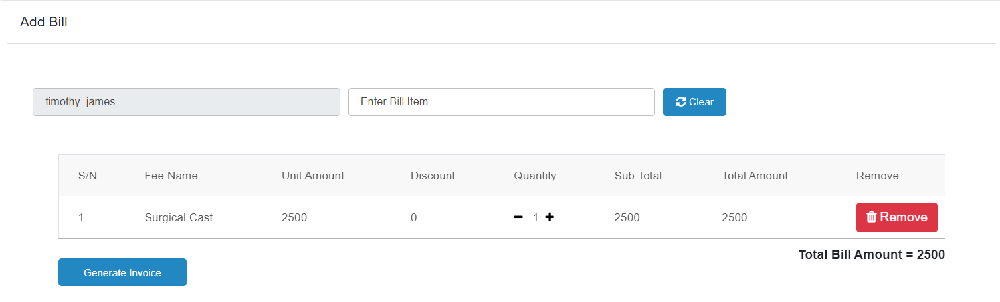 Add Bill
timothy  james Enter Bill Item Clear
S/N Fee Name Unit Amount Discount Quantity Sub Total Total Amount Remove
1 Surgical Cast 2500 0 - 1 + 2500 2500 Remove
Total Bill Amount = 2500
Generate Invoice